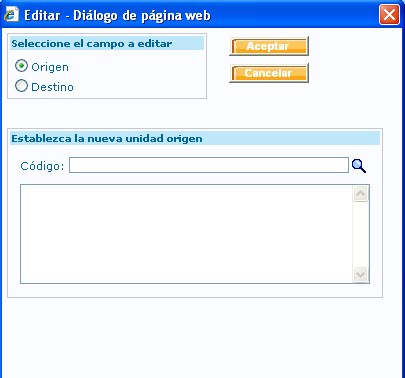 Editar - Diálogo de página web
Seleccione el campo a editar
Origen
Destino
Aceptar
Cancelar
Establezca la nueva unidad origen
Código: